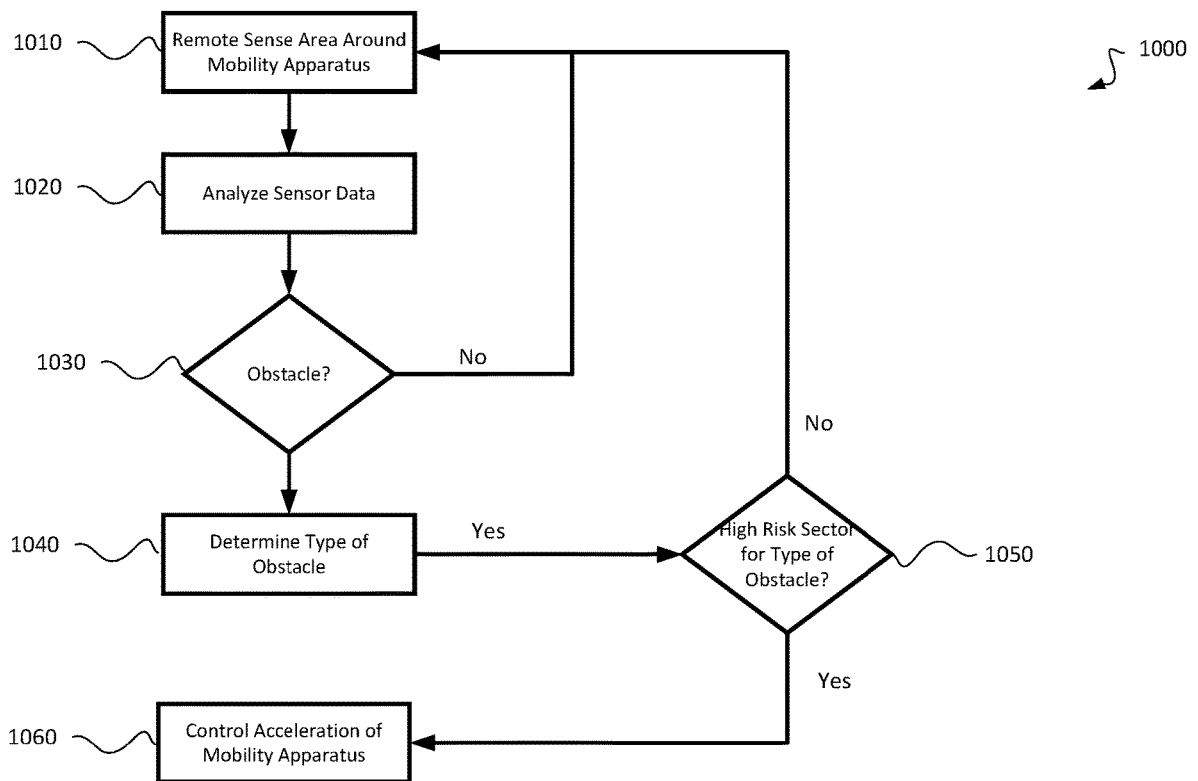 1010
Remote Sense Area Around
Mobility Apparatus
1000
1020
Analyze Sensor Data
1030
Obstacle?
No
No
1040
Determine Type of
Obstacle
Yes
High Risk Sector
for Type of
Obstacle?
1050
Yes
1060
Control Acceleration of
Mobility Apparatus